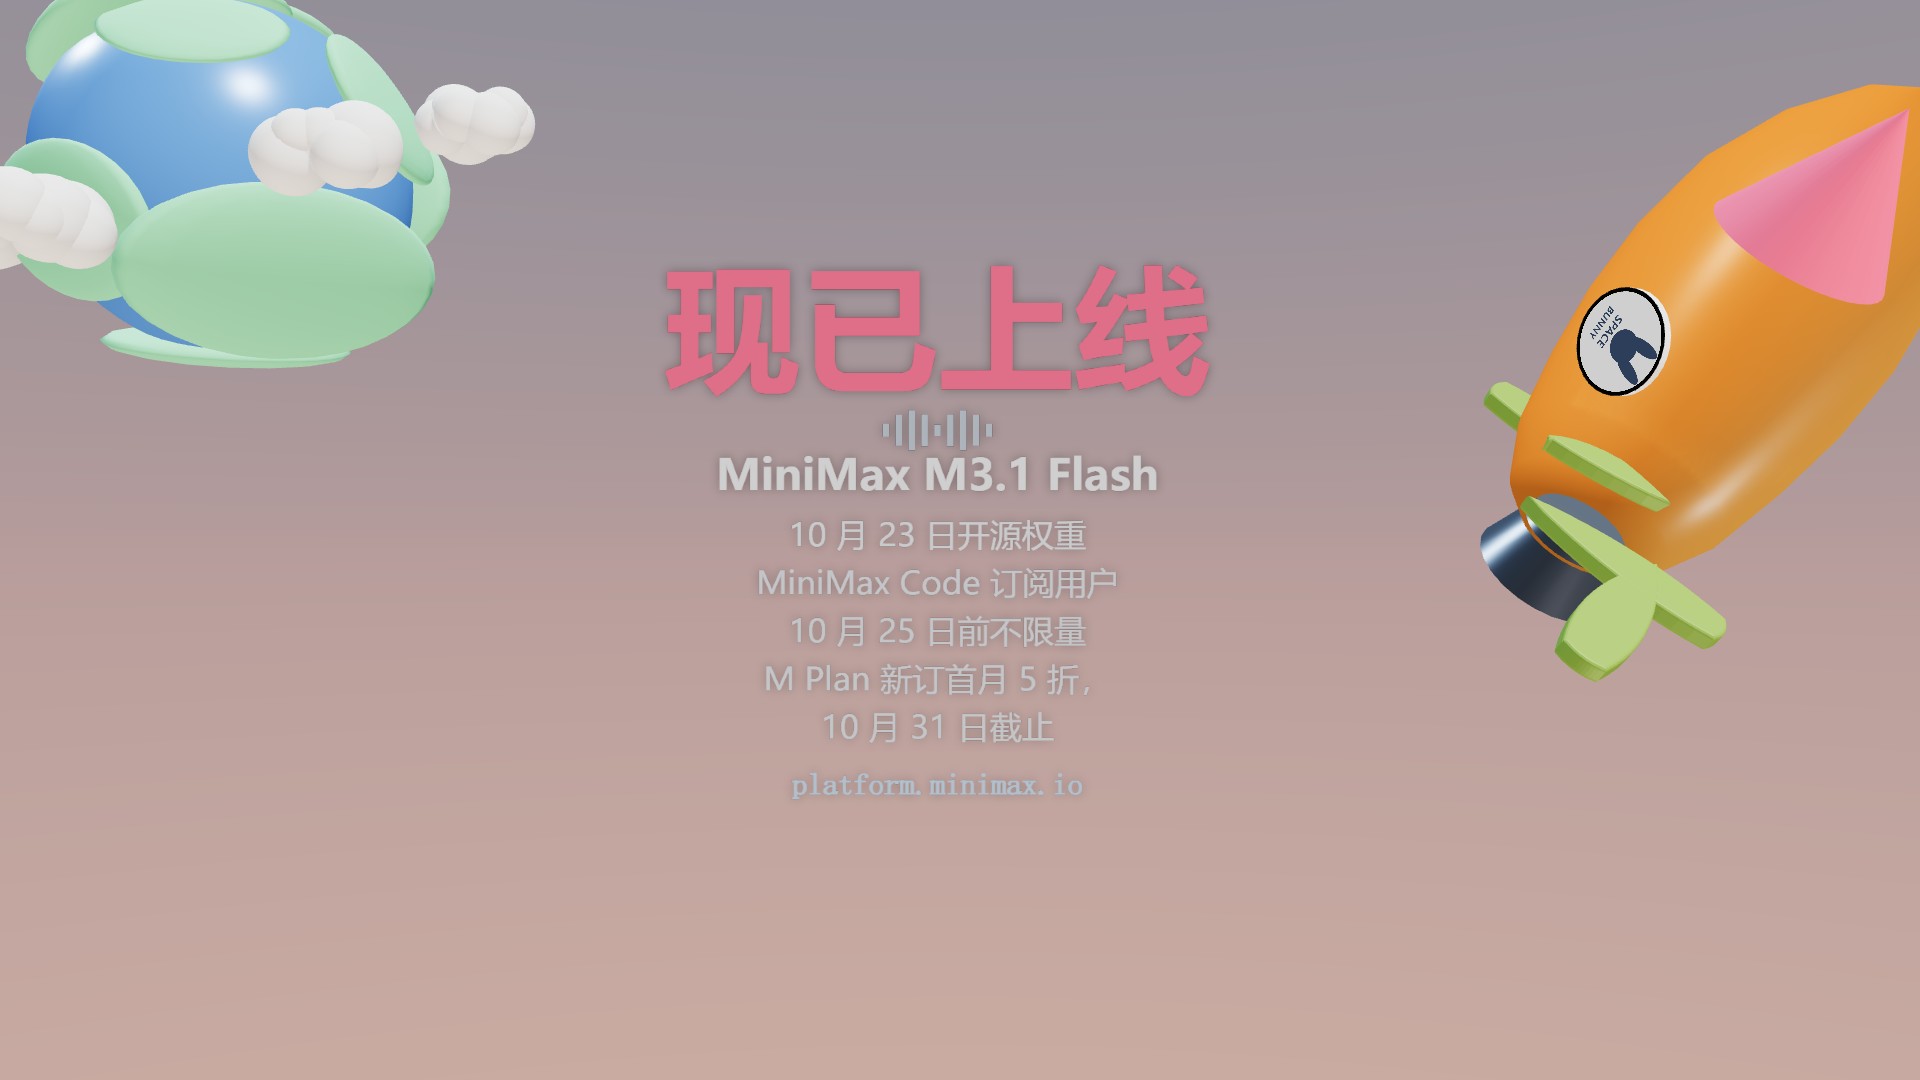 现已上线
MiniMax M3.1 Flash
10 月 23 日开源权重
MiniMax Code 订阅用户
10 月 25 日前不限量
M Plan 新订首月 5 折，
10 月 31 日截止
platform.minimax.io
SPACE
BUNNY